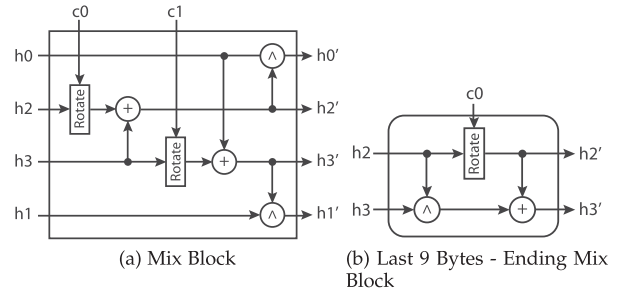 c0 c1
h0 ^ h0'
c0
h2 Rotate + h2'
h2 Rotate h2'
h3 Rotate + h3'
h3 ^ + h3'
h1 ^ h1'
(a) Mix Block
(b) Last 9 Bytes - Ending Mix
Block